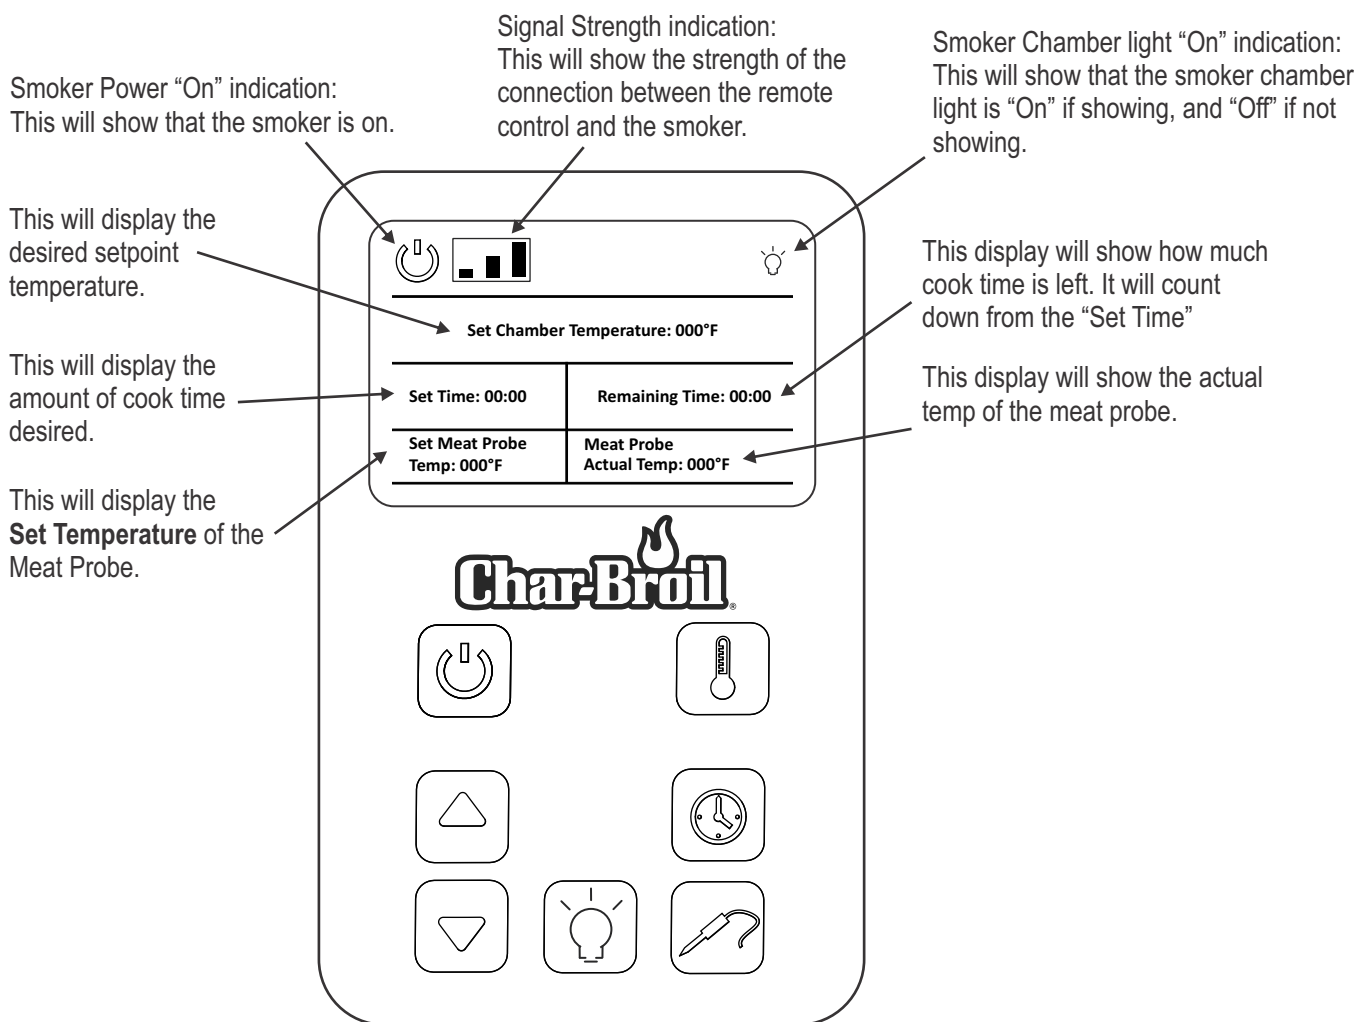 Signal Strength indication:
This will show the strength of the
connection between the remote
control and the smoker.
Smoker Chamber light “On” indication:
This will show that the smoker chamber
light is “On” if showing, and “Off” if not
showing.
Smoker Power “On” indication:
This will show that the smoker is on.
This will display the
desired setpoint
temperature.
This will display the
amount of cook time
desired.
This will display the
Set Temperature of the
Meat Probe.
Set Chamber Temperature: 000°F
Set Time: 00:00
Remaining Time: 00:00
Set Meat Probe
Temp: 000°F
Meat Probe
Actual Temp: 000°F
This display will show how much
cook time is left. It will count
down from the “Set Time”
This display will show the actual
temp of the meat probe.
Char-Broil®